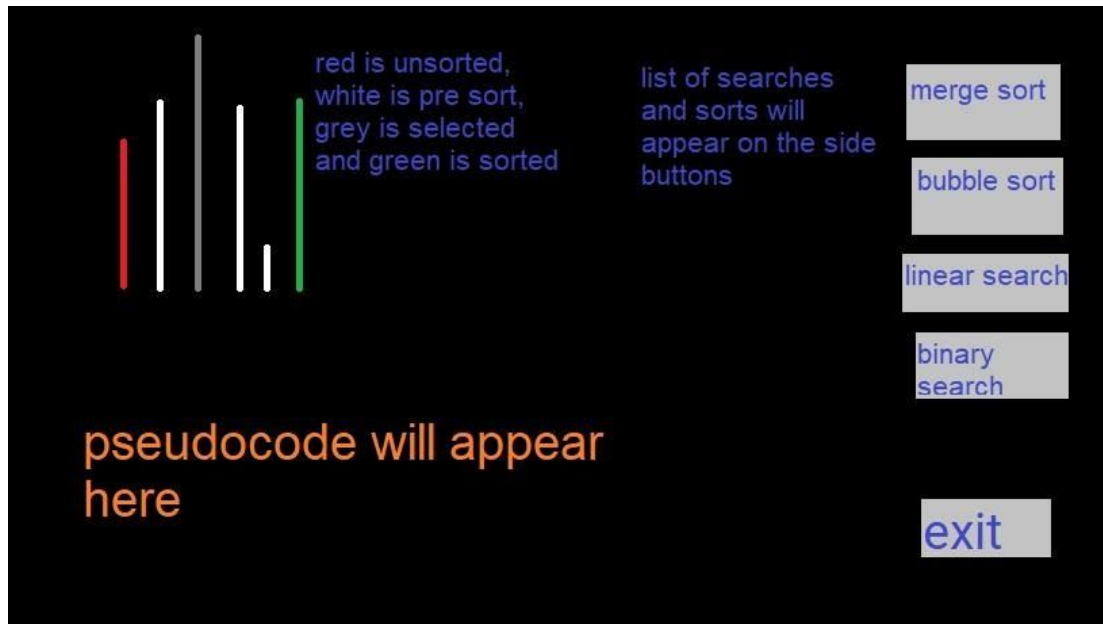 red is unsorted,
white is pre sort,
grey is selected
and green is sorted
list of searches
and sorts will
appear on the side
buttons
merge sort
bubble sort
linear search
binary
search
pseudocode will appear
here
exit